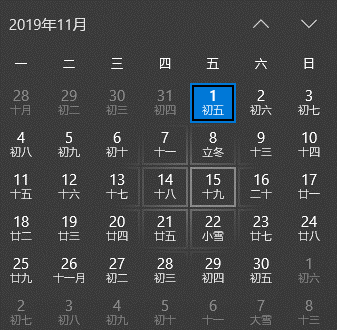 2019年11月
一 二 三 四 五 六 日
28 29 30 31 1 2 3
十月 初二 初三 初四 初五 初六 初七
4 5 6 7 8 9 10
初八 初九 初十 十一 立冬 十三 十四
11 12 13 14 15 16 17
十五 十六 十七 十八 十九 二十 廿一
18 19 20 21 22 23 24
廿二 廿三 廿四 廿五 小雪 廿七 廿八
25 26 27 28 29 30 1
廿九 十一月 初二 初三 初四 初五 初六
2 3 4 5 6 7 8
初七 初八 初九 初十 十一 大雪 十三